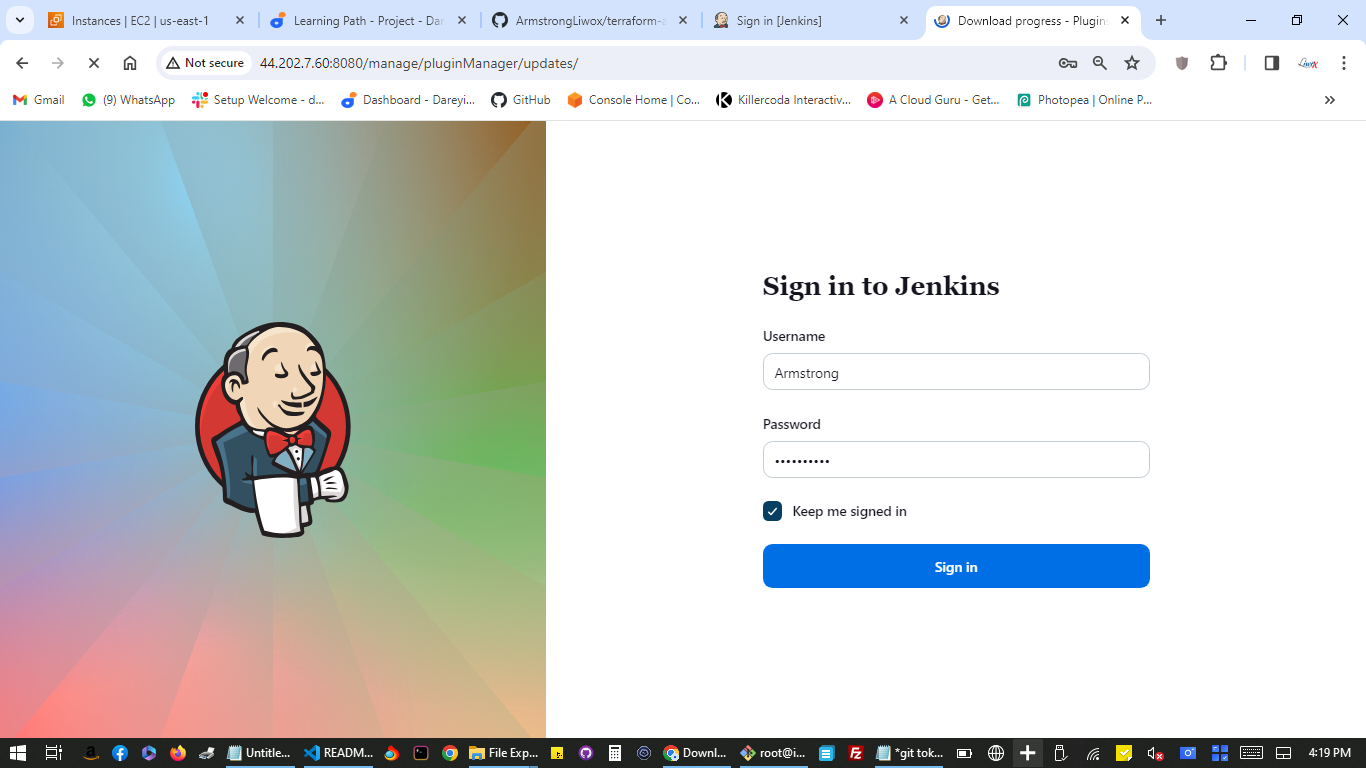 Instances | EC2 | us-east-1
Learning Path - Project - Dar
ArmstrongLiwox/terraform-a
Sign in [Jenkins]
Download progress - Plugin
Not secure
44.202.7.60:8080/manage/pluginManager/updates/
Gmail
(9) WhatsApp
Setup Welcome - d...
Dashboard - Dareyi...
GitHub
Console Home | Co...
Killercoda Interactiv...
A Cloud Guru - Get...
Photopea | Online P...
Sign in to Jenkins
Username
Armstrong
Password
Keep me signed in
Sign in
Untitle...
READM...
File Exp...
Downl...
root@i...
*git tok...
4:19 PM